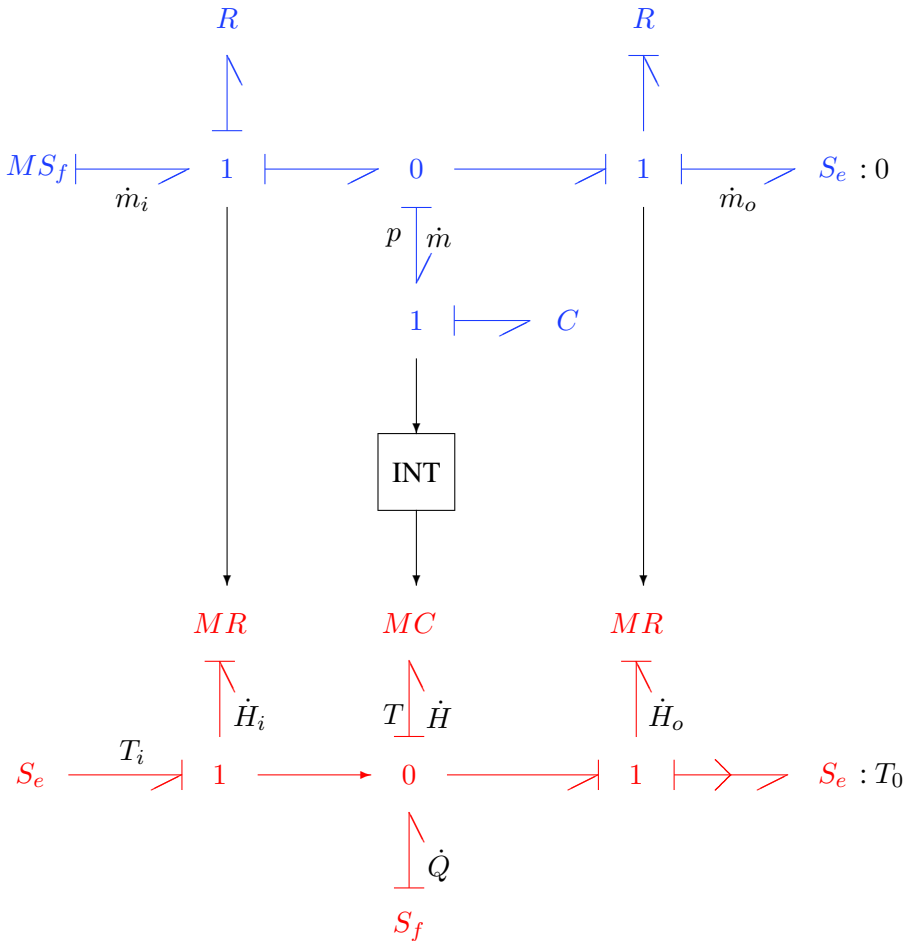 R R
MS_f 1 0 1 S_e : 0
ṁ_i ṁ_o
p ṁ
1 C
INT
MR MC MR
Ḣ_i T Ḣ Ḣ_o
T_i
S_e 1 0 1 S_e : T_0
Q̇
S_f